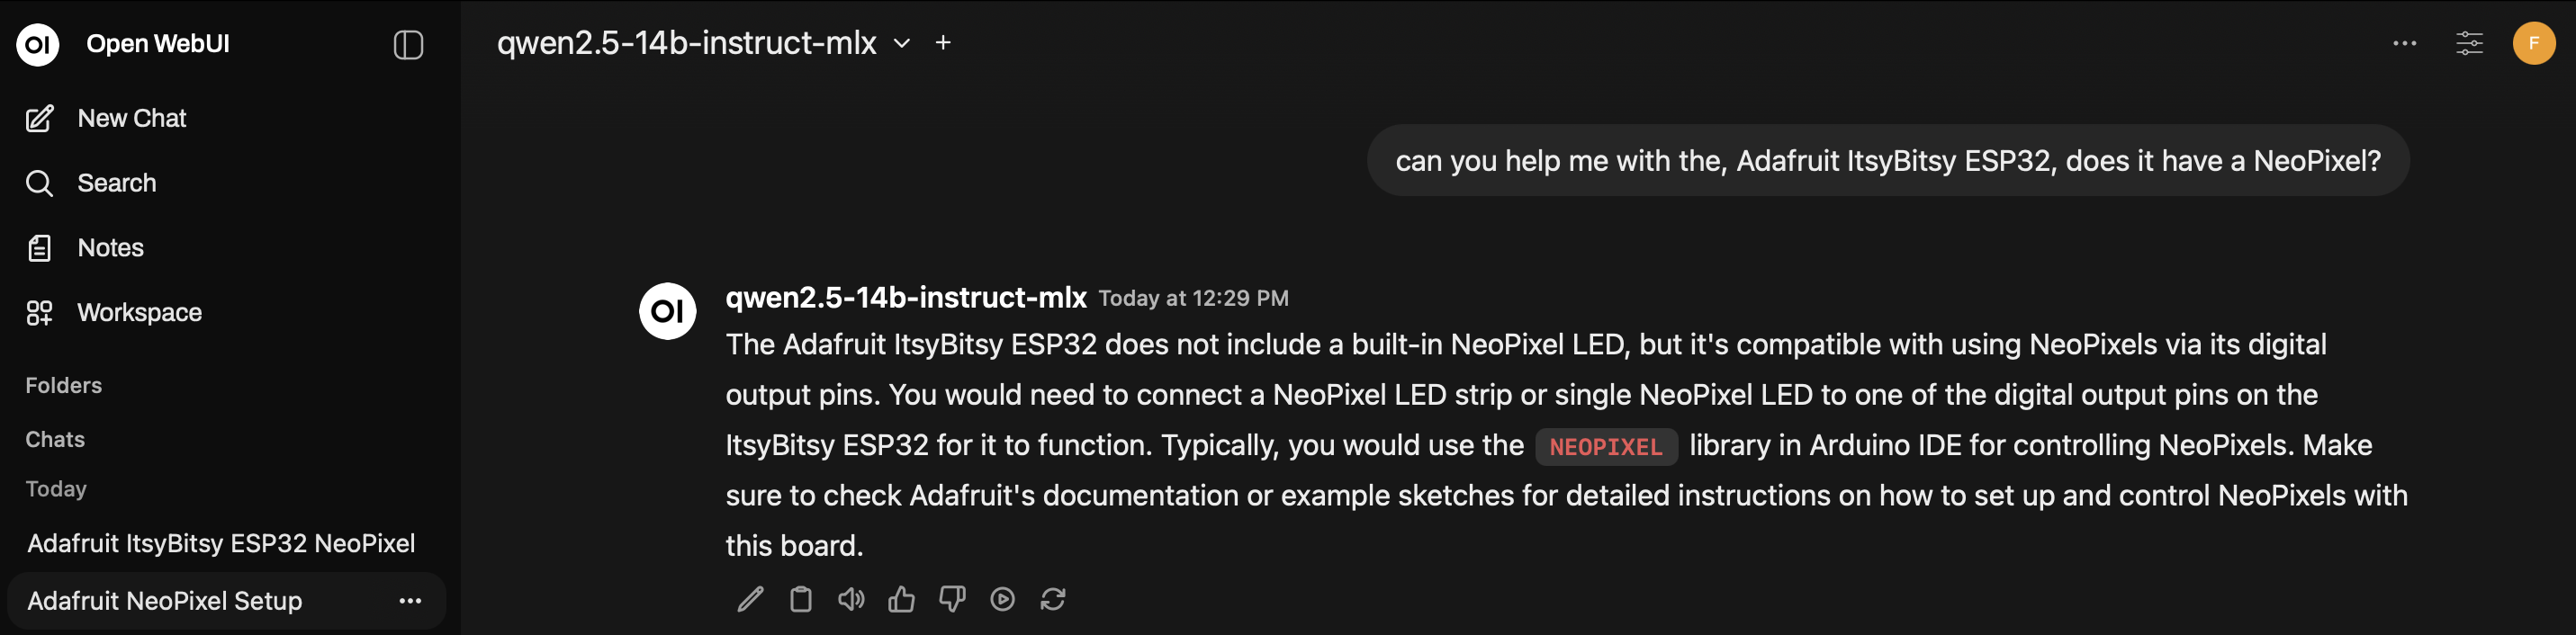 OI Open WebUI
New Chat
Search
Notes
Workspace
Folders
Chats
Today
Adafruit ItsyBitsy ESP32 NeoPixel
Adafruit NeoPixel Setup
qwen2.5-14b-instruct-mlx
F
can you help me with the, Adafruit ItsyBitsy ESP32, does it have a NeoPixel?
OI
qwen2.5-14b-instruct-mlx Today at 12:29 PM
The Adafruit ItsyBitsy ESP32 does not include a built-in NeoPixel LED, but it's compatible with using NeoPixels via its digital
output pins. You would need to connect a NeoPixel LED strip or single NeoPixel LED to one of the digital output pins on the
ItsyBitsy ESP32 for it to function. Typically, you would use the NEOPIXEL library in Arduino IDE for controlling NeoPixels. Make
sure to check Adafruit's documentation or example sketches for detailed instructions on how to set up and control NeoPixels with
this board.